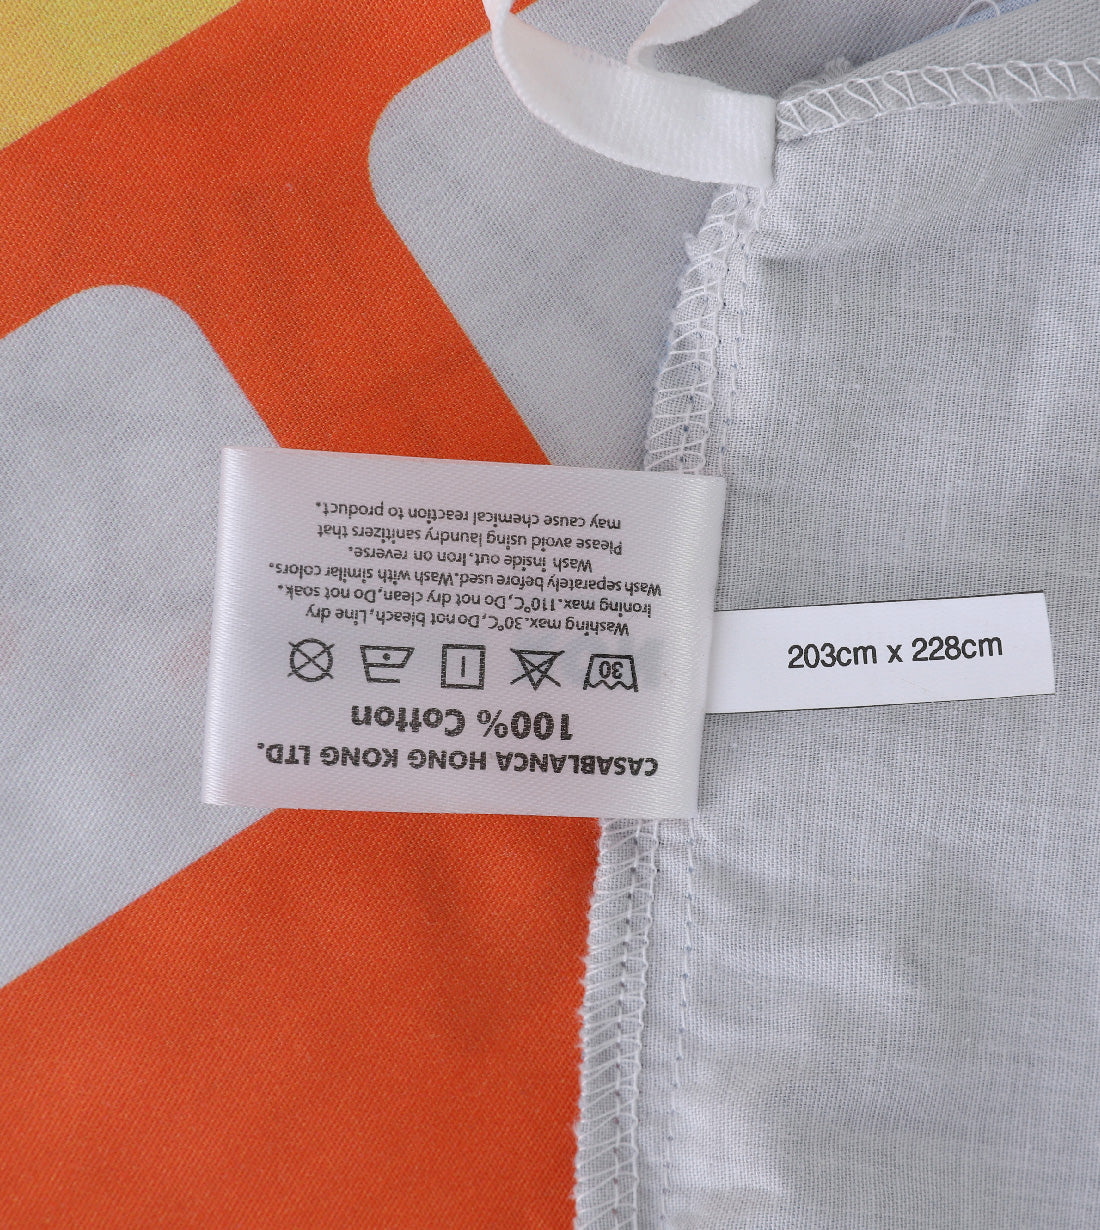 CASABLANCA HONG KONG LTD.
100% Cotton
30
Washing max.30°C,Do not bleach,Line dry
Ironing max.110°C,Do not dry clean,Do not soak.
Wash separately before used.Wash with similar colors.
Wash inside out.Iron on reverse.
Please avoid using laundry sanitizers that
may cause chemical reaction to product.
203cm x 228cm